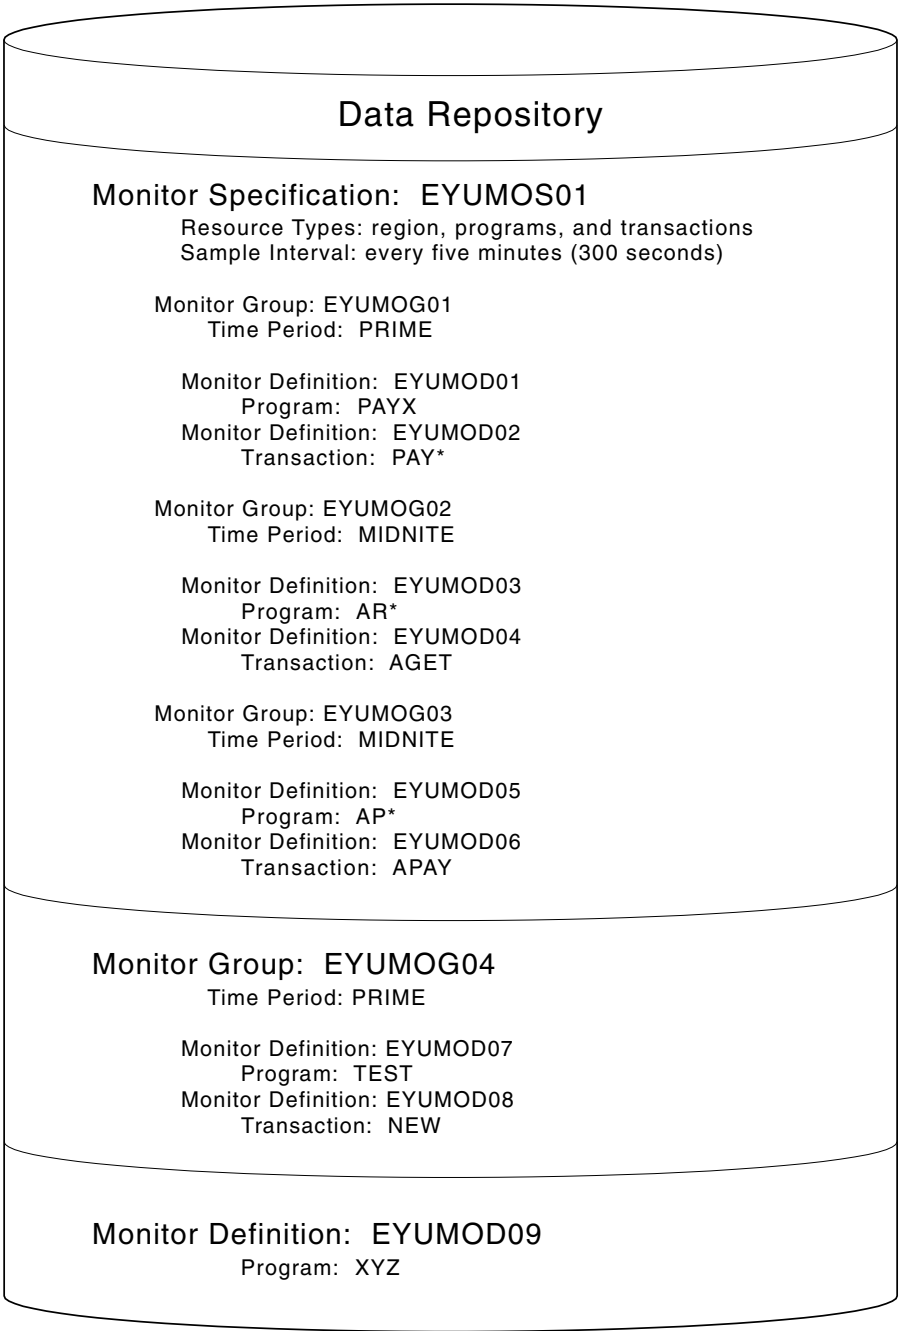 Data Repository
Monitor Specification: EYUMOS01
Resource Types: region, programs, and transactions
Sample Interval: every five minutes (300 seconds)
Monitor Group: EYUMOG01
Time Period: PRIME
Monitor Definition: EYUMOD01
Program: PAYX
Monitor Definition: EYUMOD02
Transaction: PAY*
Monitor Group: EYUMOG02
Time Period: MIDNITE
Monitor Definition: EYUMOD03
Program: AR*
Monitor Definition: EYUMOD04
Transaction: AGET
Monitor Group: EYUMOG03
Time Period: MIDNITE
Monitor Definition: EYUMOD05
Program: AP*
Monitor Definition: EYUMOD06
Transaction: APAY
Monitor Group: EYUMOG04
Time Period: PRIME
Monitor Definition: EYUMOD07
Program: TEST
Monitor Definition: EYUMOD08
Transaction: NEW
Monitor Definition: EYUMOD09
Program: XYZ